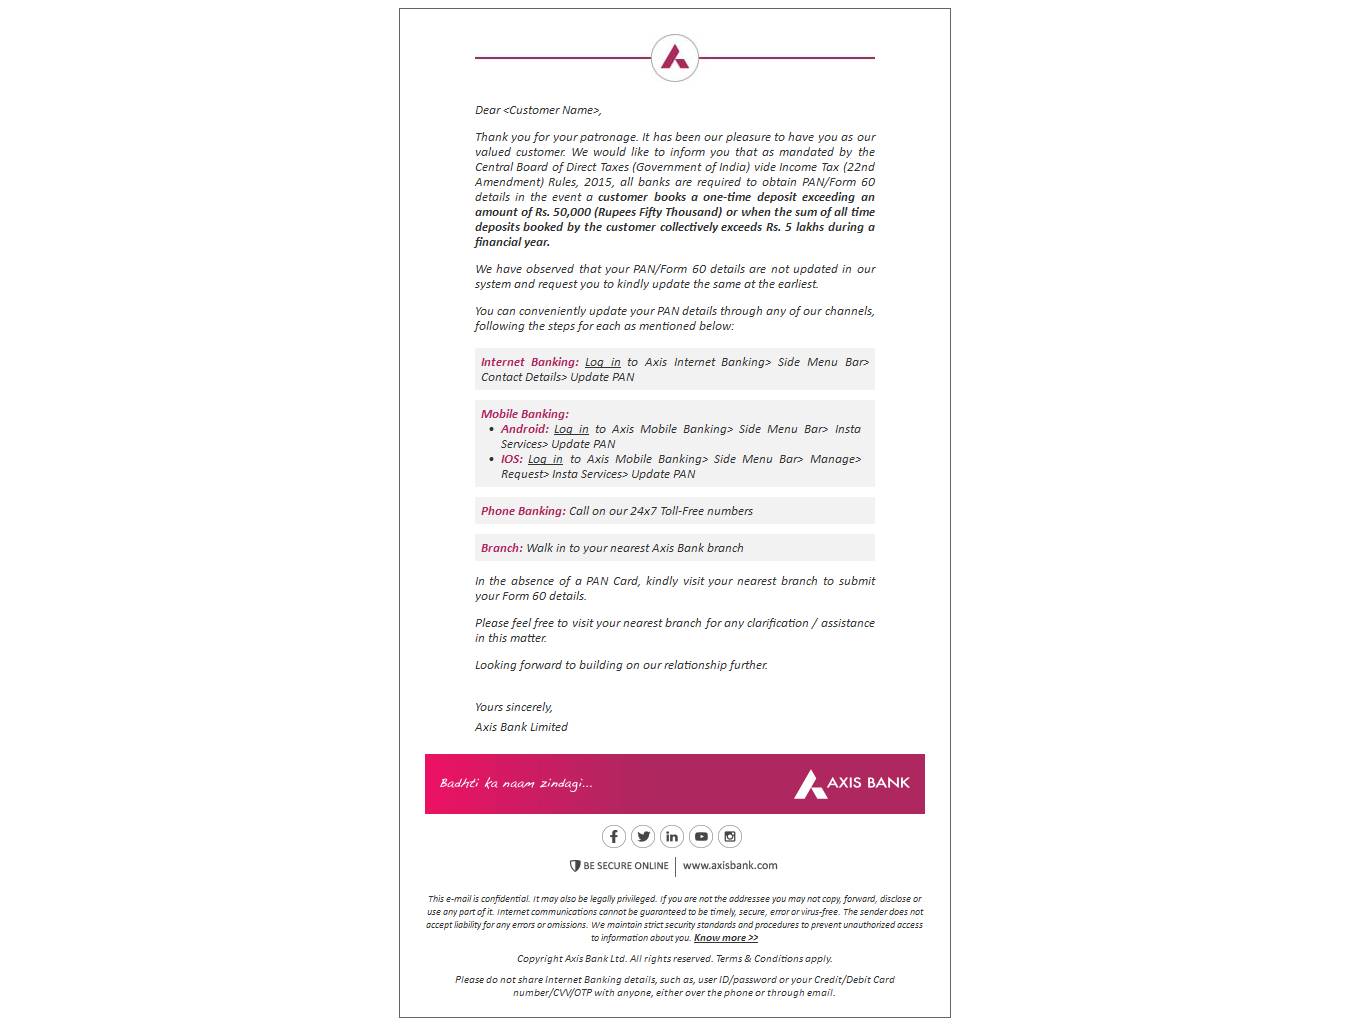 Dear <Customer Name>,
Thank you for your patronage. It has been our pleasure to have you as our
valued customer. We would like to inform you that as mandated by the
Central Board of Direct Taxes (Government of India) vide Income Tax (22nd
Amendment) Rules, 2015, all banks are required to obtain PAN/Form 60
details in the event a customer books a one-time deposit exceeding an
amount of Rs. 50,000 (Rupees Fifty Thousand) or when the sum of all time
deposits booked by the customer collectively exceeds Rs. 5 lakhs during a
financial year.
We have observed that your PAN/Form 60 details are not updated in our
system and request you to kindly update the same at the earliest.
You can conveniently update your PAN details through any of our channels,
following the steps for each as mentioned below:
Internet Banking: Log in to Axis Internet Banking> Side Menu Bar>
Contact Details> Update PAN
Mobile Banking:
• Android: Log in to Axis Mobile Banking> Side Menu Bar> Insta
Services> Update PAN
• IOS: Log in to Axis Mobile Banking> Side Menu Bar> Manage>
Request> Insta Services> Update PAN
Phone Banking: Call on our 24x7 Toll-Free numbers
Branch: Walk in to your nearest Axis Bank branch
In the absence of a PAN Card, kindly visit your nearest branch to submit
your Form 60 details.
Please feel free to visit your nearest branch for any clarification / assistance
in this matter.
Looking forward to building on our relationship further.
Yours sincerely,
Axis Bank Limited
Badhti ka naam zindagi...
AXIS BANK
BE SECURE ONLINE | www.axisbank.com
This e-mail is confidential. It may also be legally privileged. If you are not the addressee you may not copy, forward, disclose or
use any part of it. Internet communications cannot be guaranteed to be timely, secure, error or virus-free. The sender does not
accept liability for any errors or omissions. We maintain strict security standards and procedures to prevent unauthorized access
to information about you. Know more >>
Copyright Axis Bank Ltd. All rights reserved. Terms & Conditions apply.
Please do not share Internet Banking details, such as, user ID/password or your Credit/Debit Card
number/CVV/OTP with anyone, either over the phone or through email.